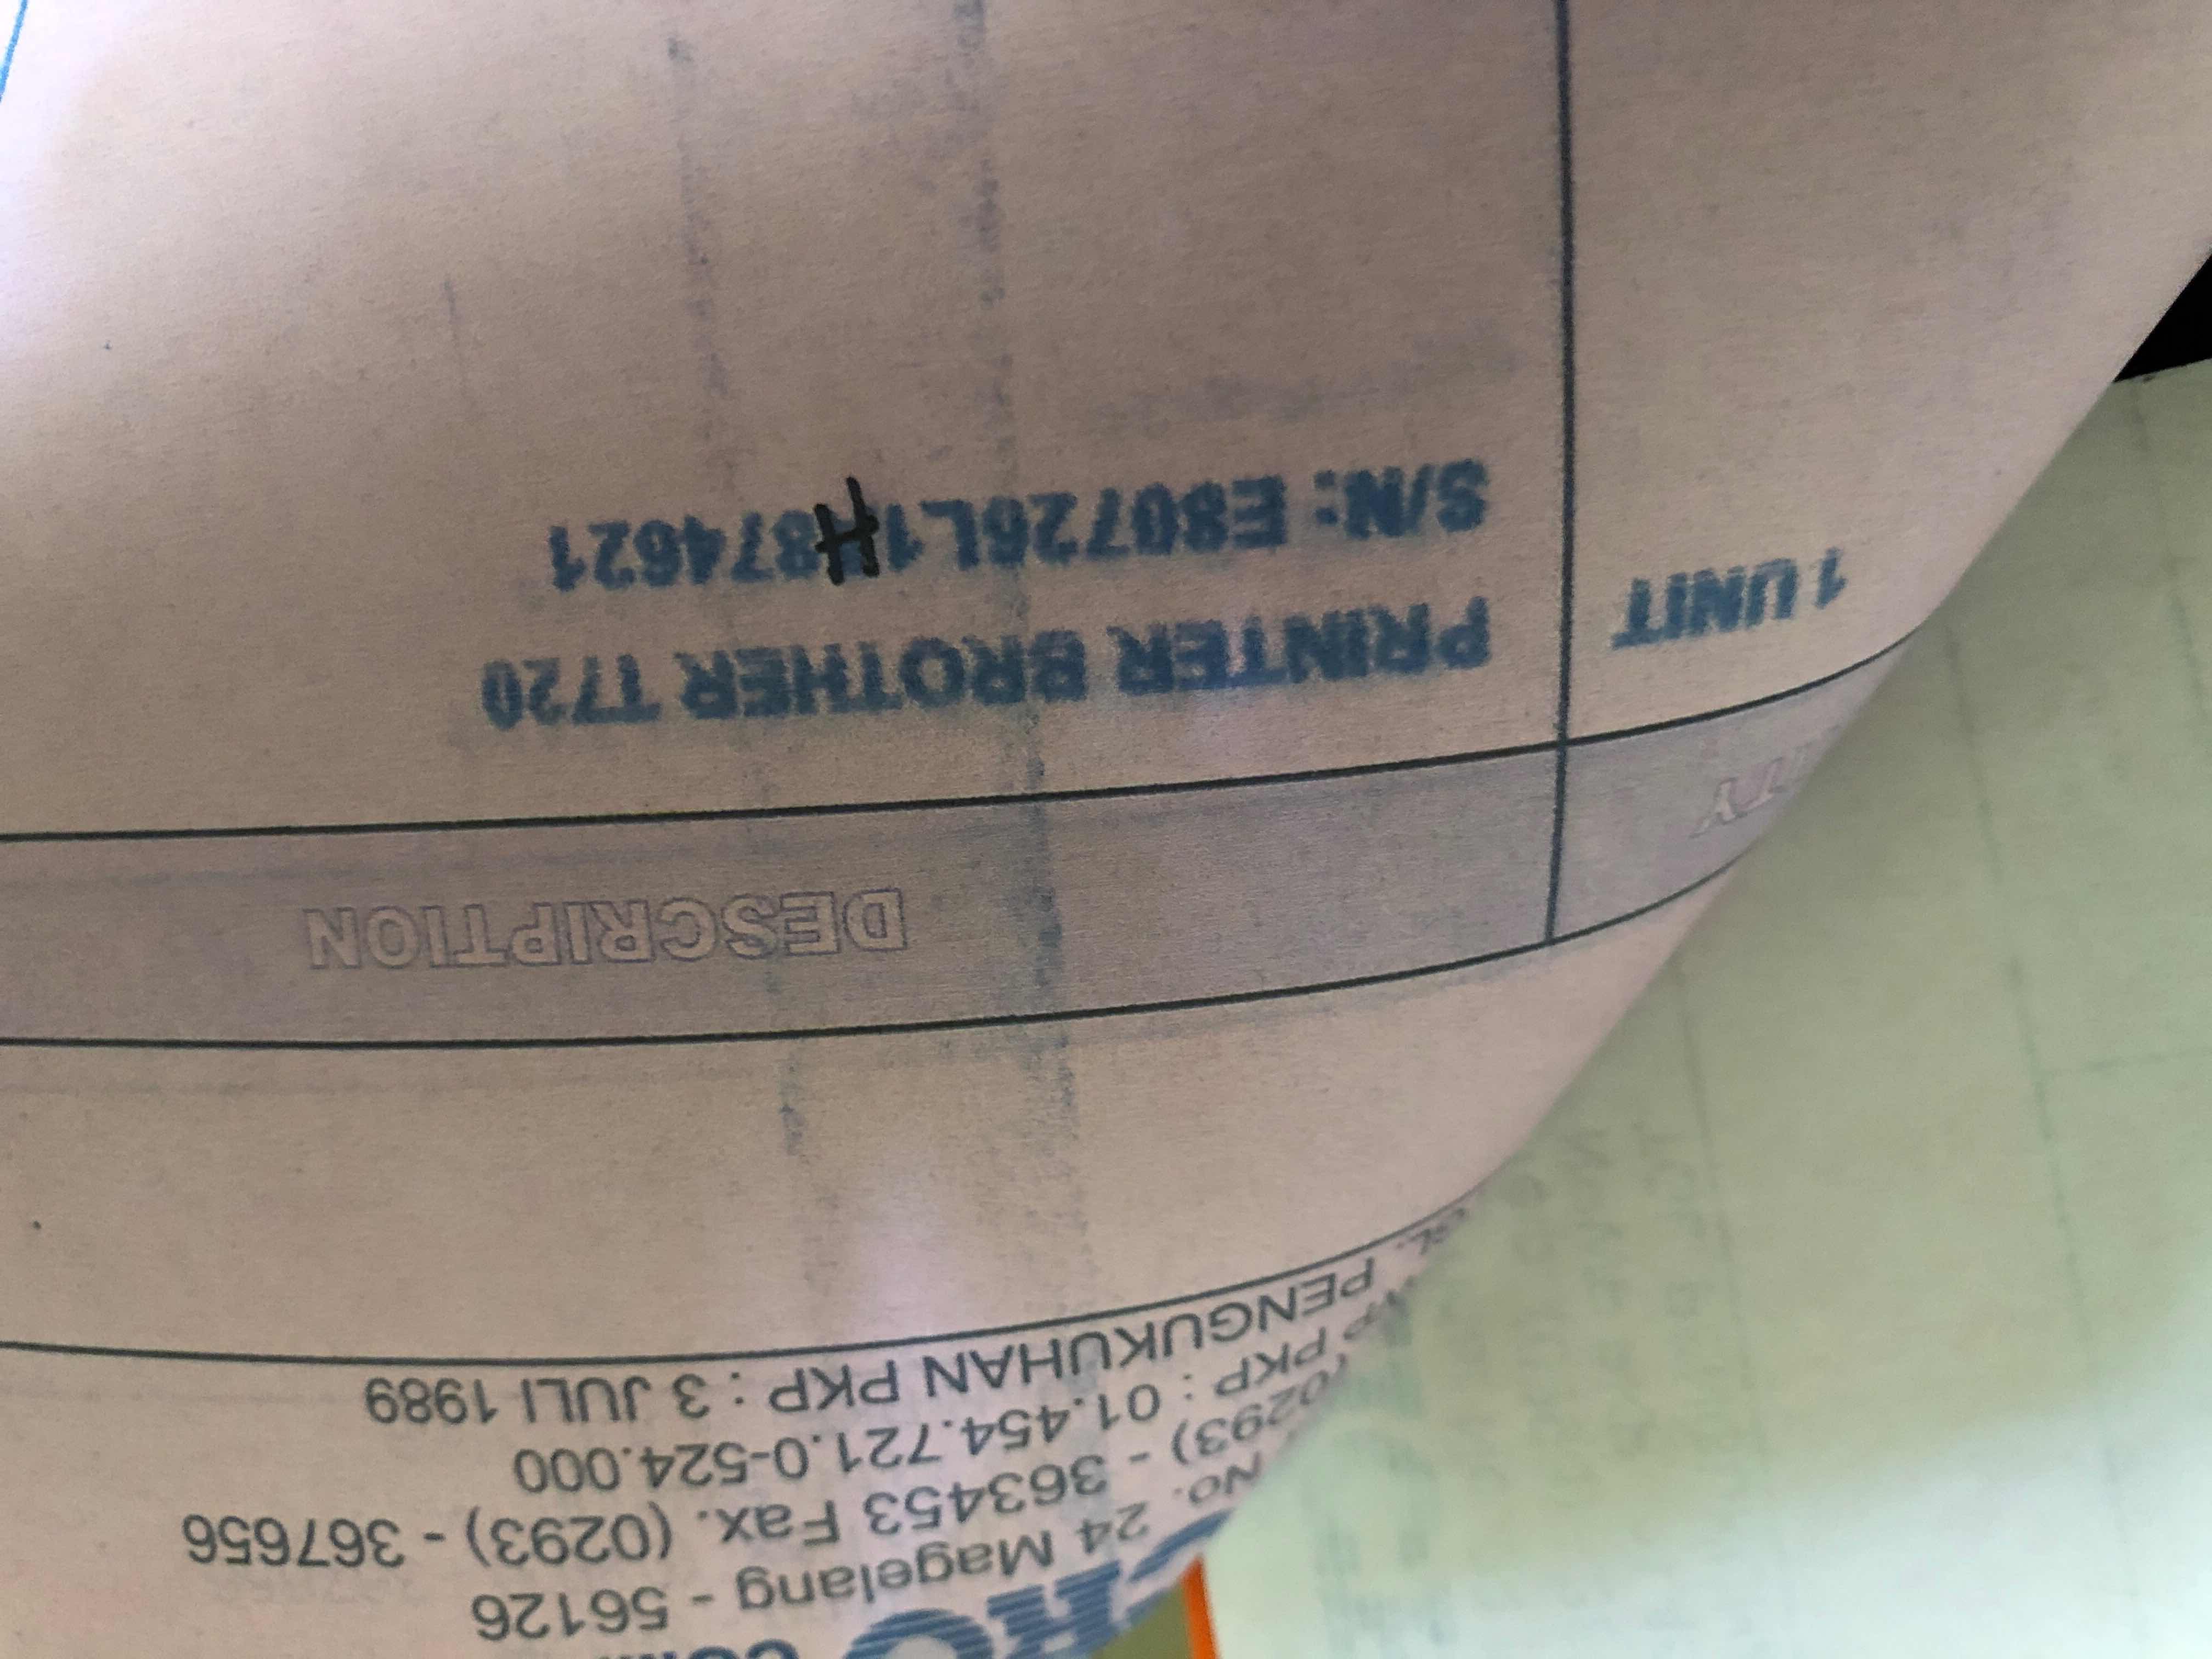 No. 24 Magelang - 56126
0293) - 363453 Fax. (0293) - 367656
PKP : 01.454.721.0-524.000
PENGUKUHAN PKP : 3 JULI 1989
DESCRIPTION
1 UNIT PRINTER BROTHER T720
S/N: E80726L1H874621